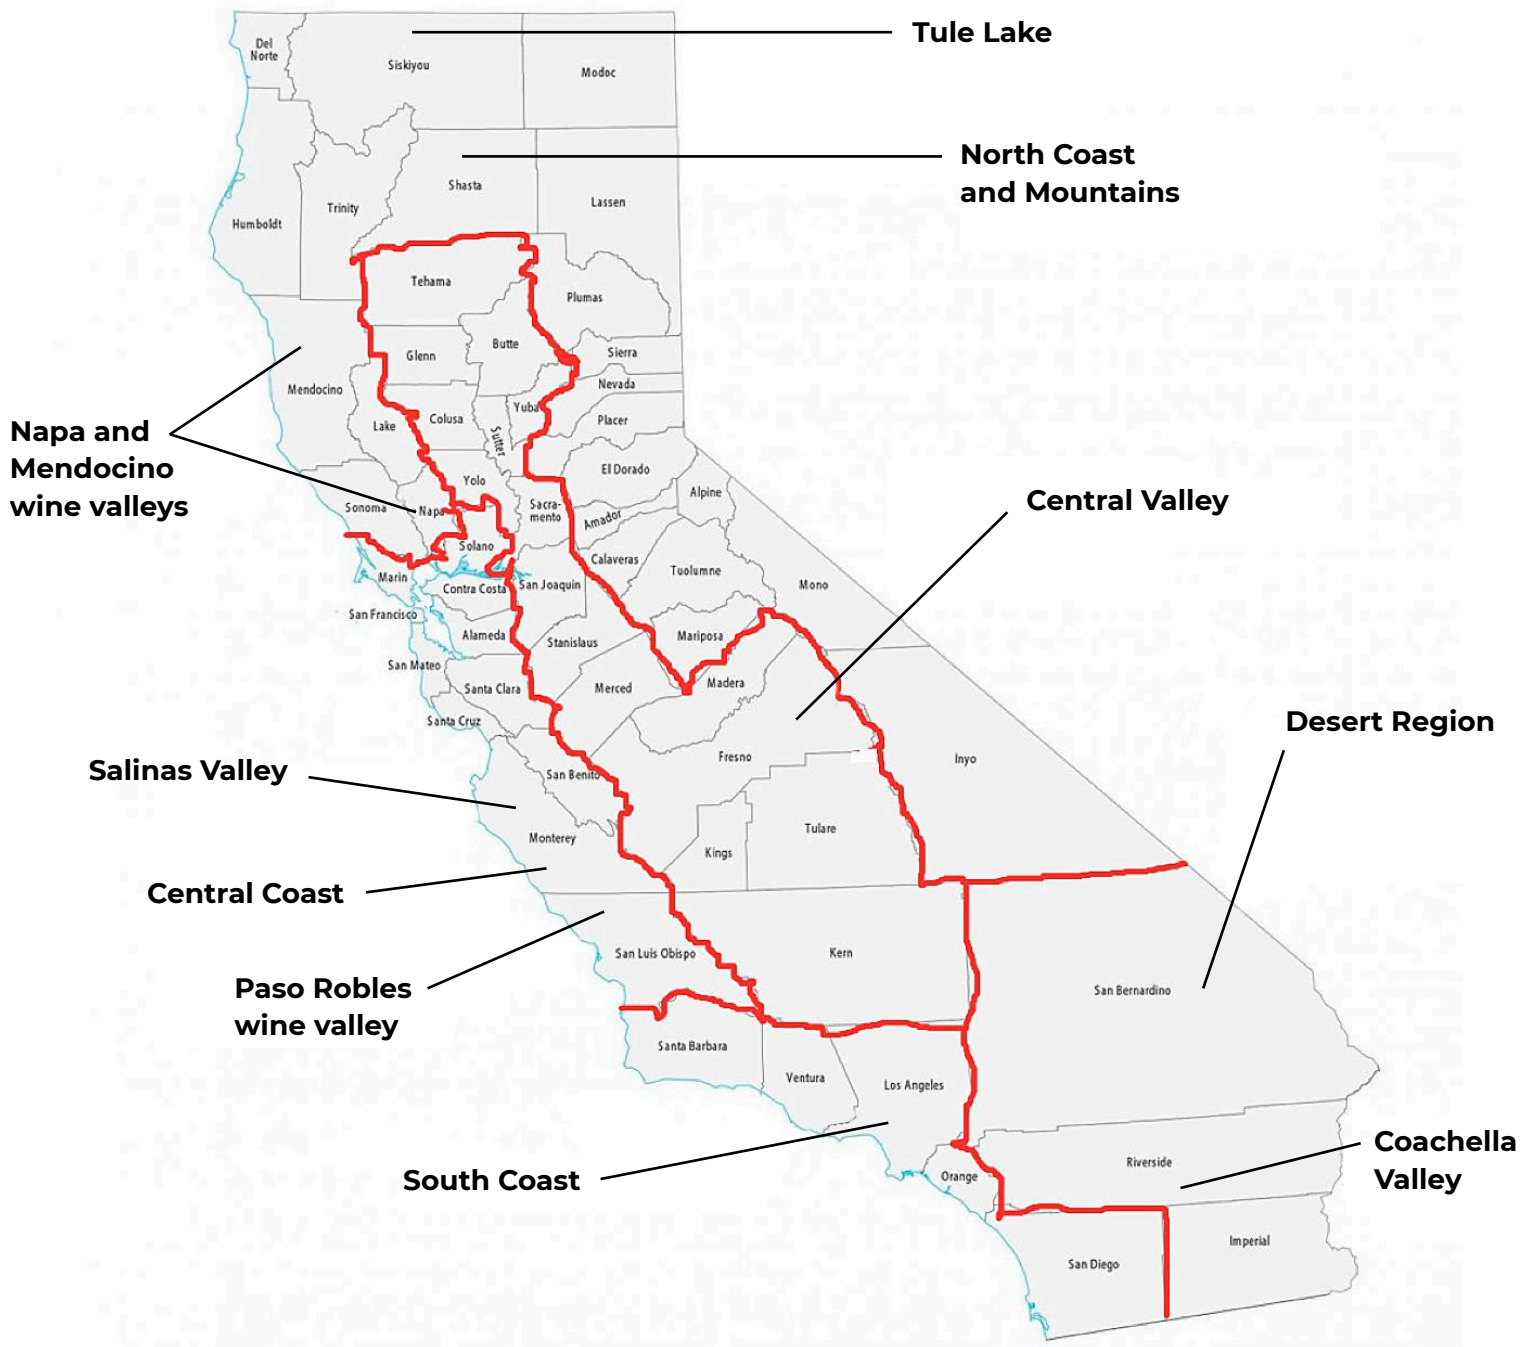 Tule Lake
Del
Norte
Siskiyou
Modoc
North Coast
and Mountains
Shasta
Lassen
Trinity
Humboldt
Tehama
Plumas
Butte
Glenn
Sierra
Nevada
Mendocino
Yuba
Placer
Colusa
Lake
Sutter
Napa and
Mendocino
wine valleys
El Dorado
Yolo
Alpine
Sonoma
Napa
Sacra-
mento
Amador
Central Valley
Solano
Calaveras
Tuolumne
Marin
Contra Costa
San Joaquin
Mono
San Francisco
Alameda
Stanislaus
Mariposa
San Mateo
Santa Clara
Merced
Madera
Santa Cruz
Desert Region
Fresno
Inyo
Salinas Valley
San Benito
Monterey
Tulare
Kings
Central Coast
San Luis Obispo
Kern
Paso Robles
wine valley
San Bernardino
Santa Barbara
Ventura
Los Angeles
South Coast
Orange
Riverside
Coachella
Valley
San Diego
Imperial